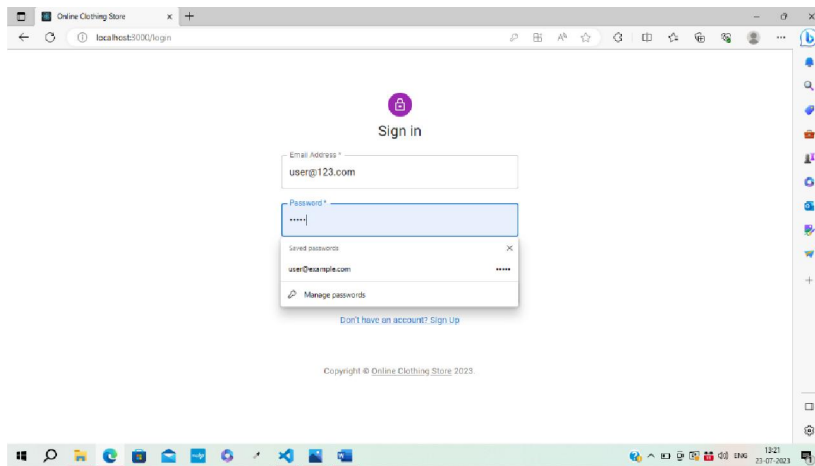 Online Clothing Store
localhost:3000/login
Sign in
Email Address *
user@123.com
Password *
•••••
Saved passwords
user@example.com •••••
Manage passwords
Don't have an account? Sign Up
Copyright © Online Clothing Store 2023.
ENG
13:21
23-07-2023